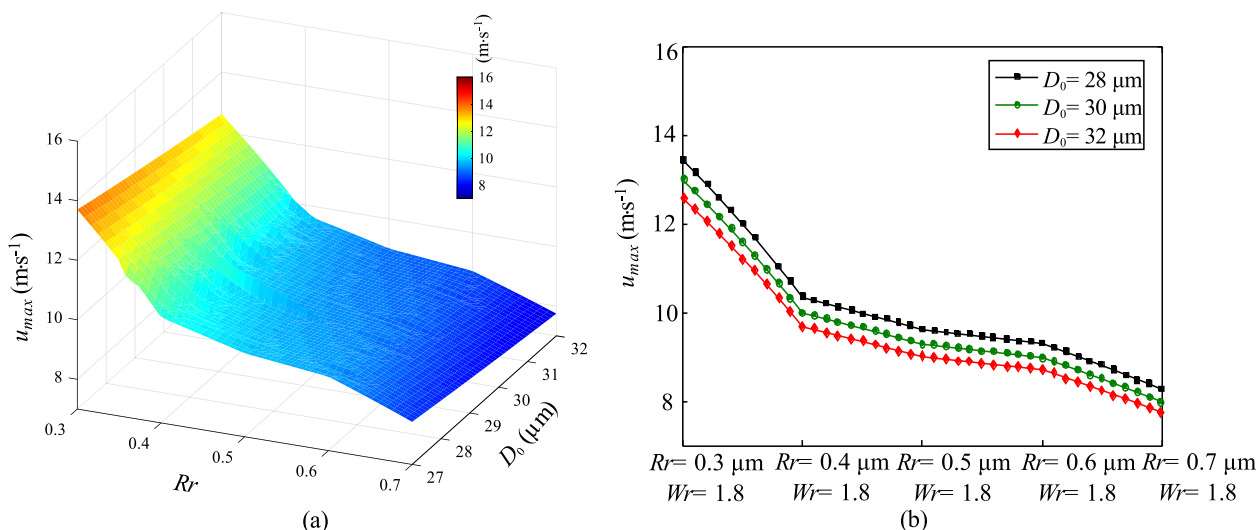 (a)
(m·s⁻¹)
16
14
12
10
8
16
14
12
10
8
u_max (m·s⁻¹)
0.3
0.4
0.5
0.6
0.7
Rr
27
28
29
30
31
32
D₀ (μm)
(a)
b)
16
14
12
10
8
u_max (m·s⁻¹)
D₀= 28 μm
D₀= 30 μm
D₀= 32 μm
Rr= 0.3 μm Rr= 0.4 μm Rr= 0.5 μm Rr= 0.6 μm Rr= 0.7 μm
Wr= 1.8 Wr= 1.8 Wr= 1.8 Wr= 1.8 Wr= 1.8
(b)